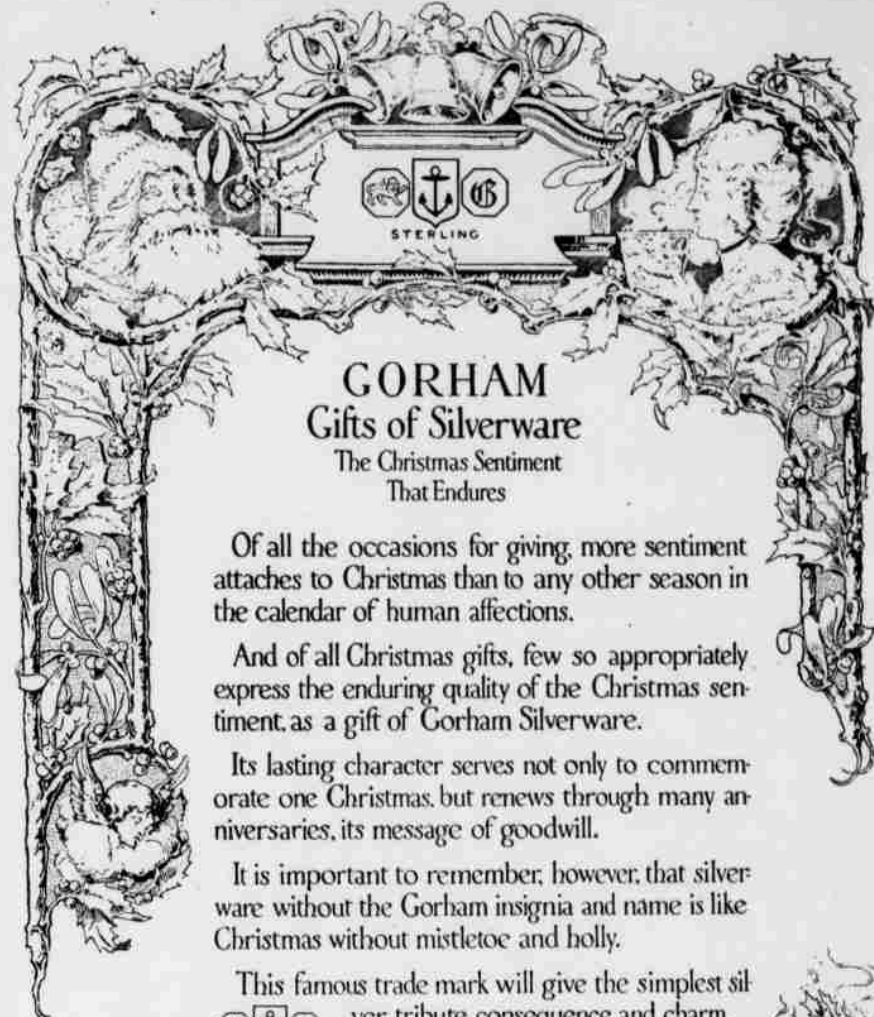 G
STERLING
GORHAM
Gifts of Silverware
The Christmas Sentiment
That Endures
Of all the occasions for giving, more sentiment
attaches to Christmas than to any other season in
the calendar of human affections.
And of all Christmas gifts, few so appropriately
express the enduring quality of the Christmas sen-
timent, as a gift of Gorham Silverware.
Its lasting character serves not only to commem-
orate one Christmas, but renews through many an-
niversaries, its message of goodwill.
It is important to remember, however, that silver-
ware without the Gorham insignia and name is like
Christmas without mistletoe and holly.
This famous trade mark will give the simplest sil-
ver tribute consequence and charm